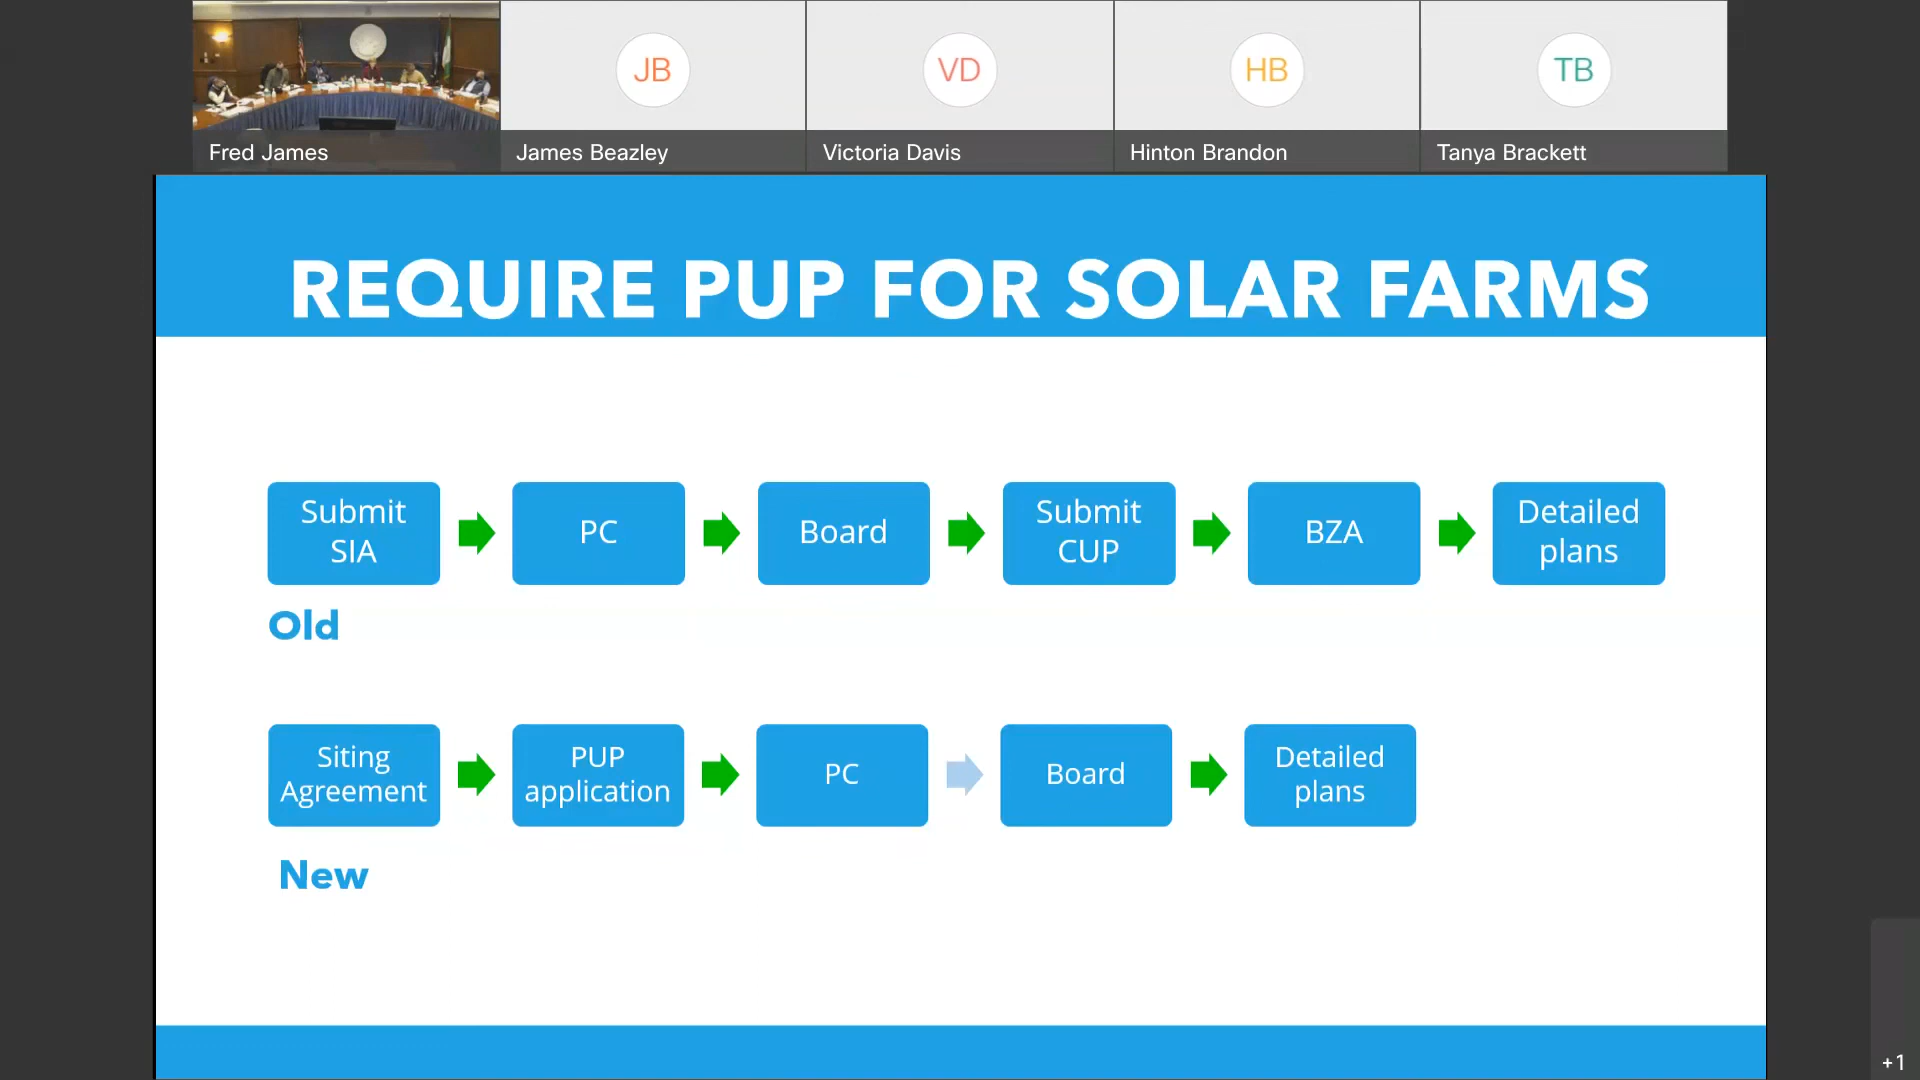 JB
VD
HB
TB
Fred James
James Beazley
Victoria Davis
Hinton Brandon
Tanya Brackett
REQUIRE PUP FOR SOLAR FARMS
Submit
SIA
PC
Board
Submit
CUP
BZA
Detailed
plans
Old
Siting
Agreement
PUP
application
PC
Board
Detailed
plans
New
+1